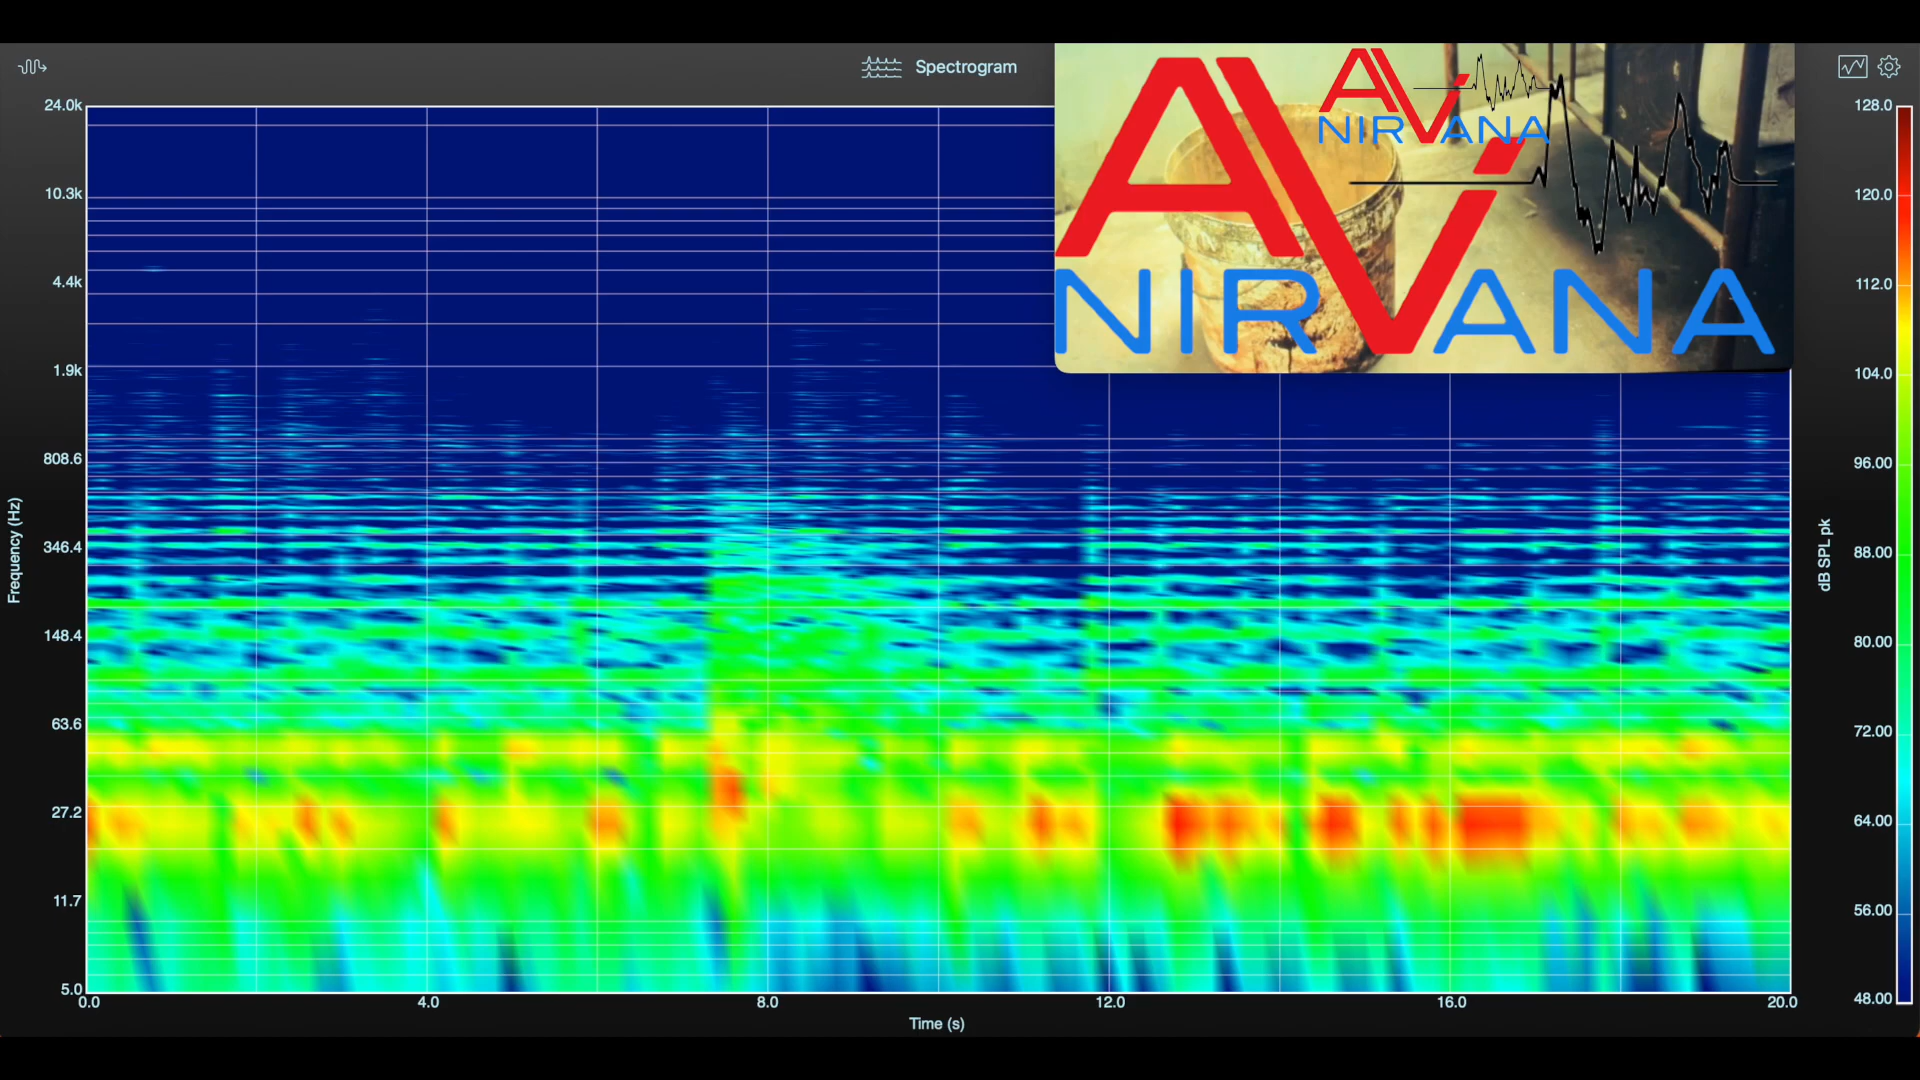 Spectrogram
AV NIRVANA
AV NIRVANA
24.0k
10.3k
4.4k
1.9k
808.6
346.4
148.4
63.6
27.2
11.7
5.0
Frequency (Hz)
0.0 4.0 8.0 12.0 16.0 20.0
Time (s)
128.0
120.0
112.0
104.0
96.00
88.00
80.00
72.00
64.00
56.00
48.00
dB SPL pk